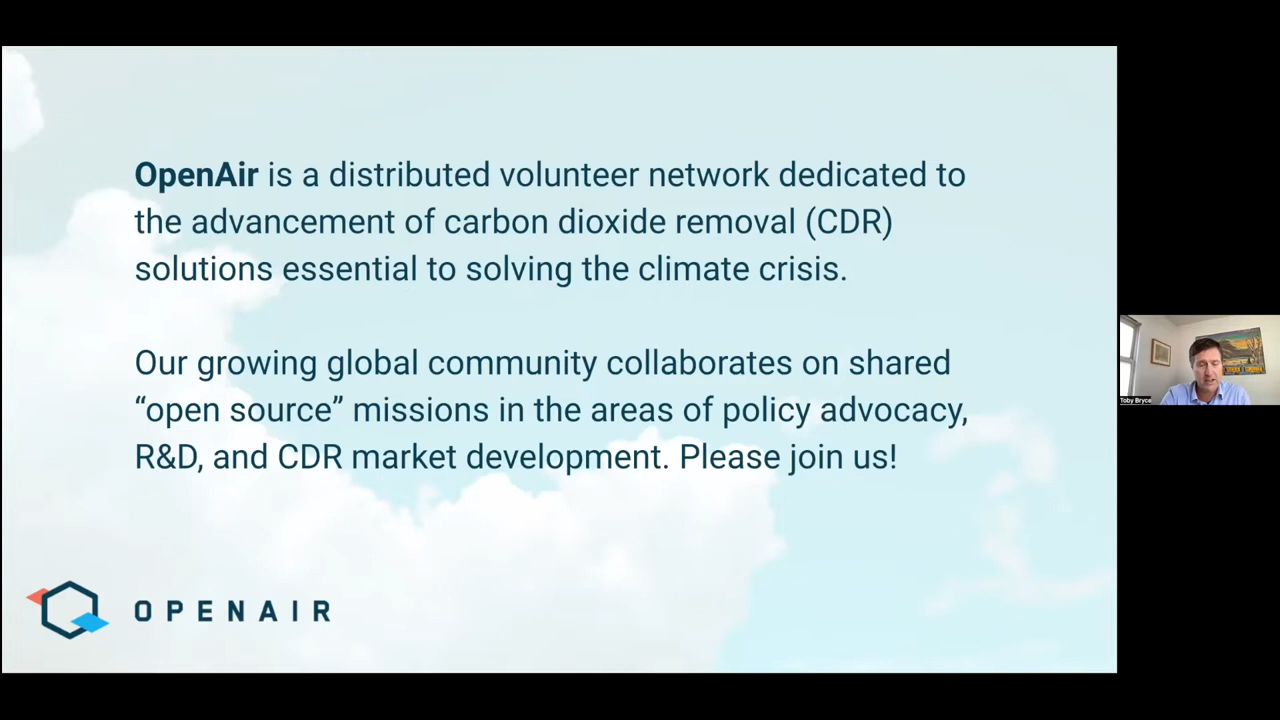 OpenAir is a distributed volunteer network dedicated to
the advancement of carbon dioxide removal (CDR)
solutions essential to solving the climate crisis.
Our growing global community collaborates on shared
“open source” missions in the areas of policy advocacy,
R&D, and CDR market development. Please join us!
OPENAIR
Toby Bryce